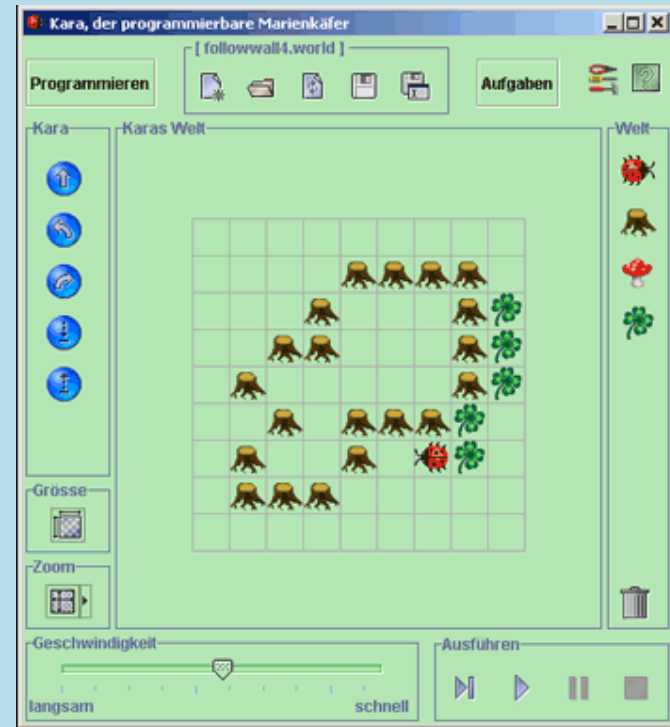 Kara, der programmierbare Marienkäfer
[ followwall4.world ]
Programmieren
Aufgaben
Kara
Karas Welt
Welt
Grösse
Zoom
Geschwindigkeit
langsam
schnell
Ausführen